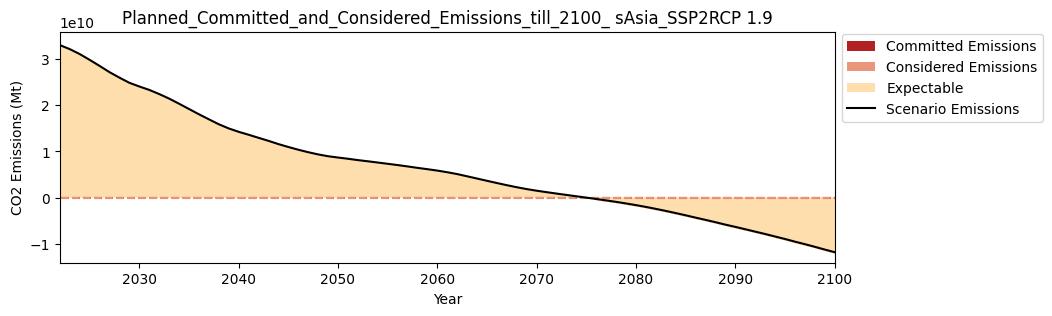 Planned_Committed_and_Considered_Emissions_till_2100_ sAsia_SSP2RCP 1.9
1e10
3
2
1
0
−1
CO2 Emissions (Mt)
2030 2040 2050 2060 2070 2080 2090 2100
Year
Committed Emissions
Considered Emissions
Expectable
Scenario Emissions